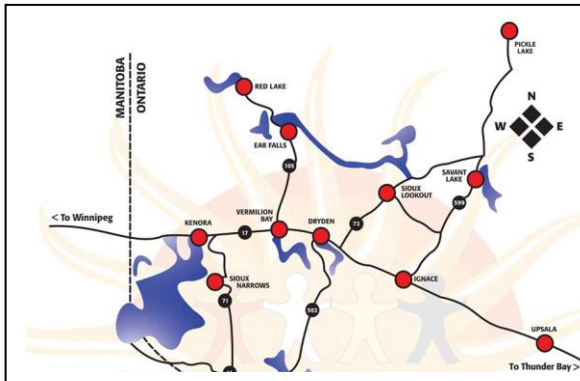 PICKLE
LAKE
MANITOBA
ONTARIO
RED LAKE
N
W E
S
EAR FALLS
105
SAVANT
LAKE
SIOUX
LOOKOUT
599
< To Winnipeg
KENORA
VERMILION
BAY
DRYDEN
72
17
SIOUX
NARROWS
IGNACE
71
502
UPSALA
To Thunder Bay >